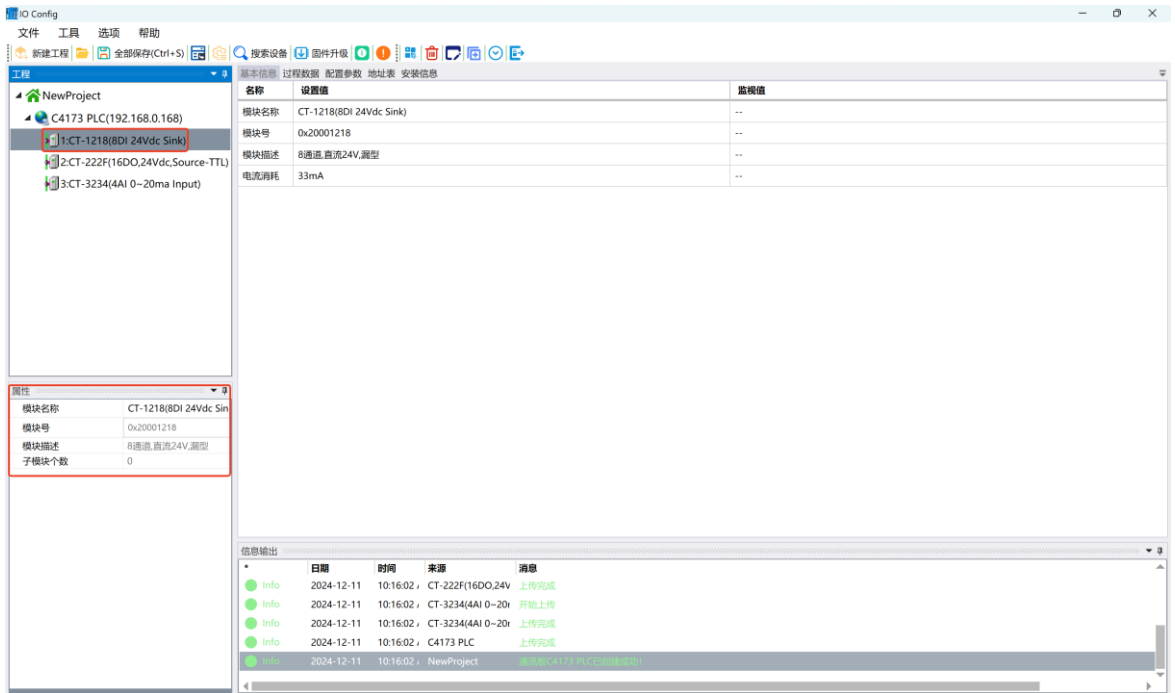 IO Config
文件 工具 选项 帮助
新建工程 全部保存(Ctrl+S) 搜索设备 固件升级
工程
NewProject
C4173 PLC(192.168.0.168)
1:CT-1218(8DI 24Vdc Sink)
2:CT-222F(16DO,24Vdc,Source-TTL)
3:CT-3234(4AI 0~20ma Input)
属性
模块名称 CT-1218(8DI 24Vdc Sin
模块号 0x20001218
模块描述 8通道,直流24V,漏型
子模块个数 0
基本信息 过程数据 配置参数 地址表 安装信息
名称 设置值 监视值
模块名称 CT-1218(8DI 24Vdc Sink) --
模块号 0x20001218 --
模块描述 8通道,直流24V,漏型 --
电流消耗 33mA --
信息输出
* 日期 时间 来源 消息
Info 2024-12-11 10:16:02 CT-222F(16DO,24V 上传完成
Info 2024-12-11 10:16:02 CT-3234(4AI 0~20 开始上传
Info 2024-12-11 10:16:02 CT-3234(4AI 0~20 上传完成
Info 2024-12-11 10:16:02 C4173 PLC 上传完成
Info 2024-12-11 10:16:02 NewProject 通讯板C4173 PLC已创建成功!